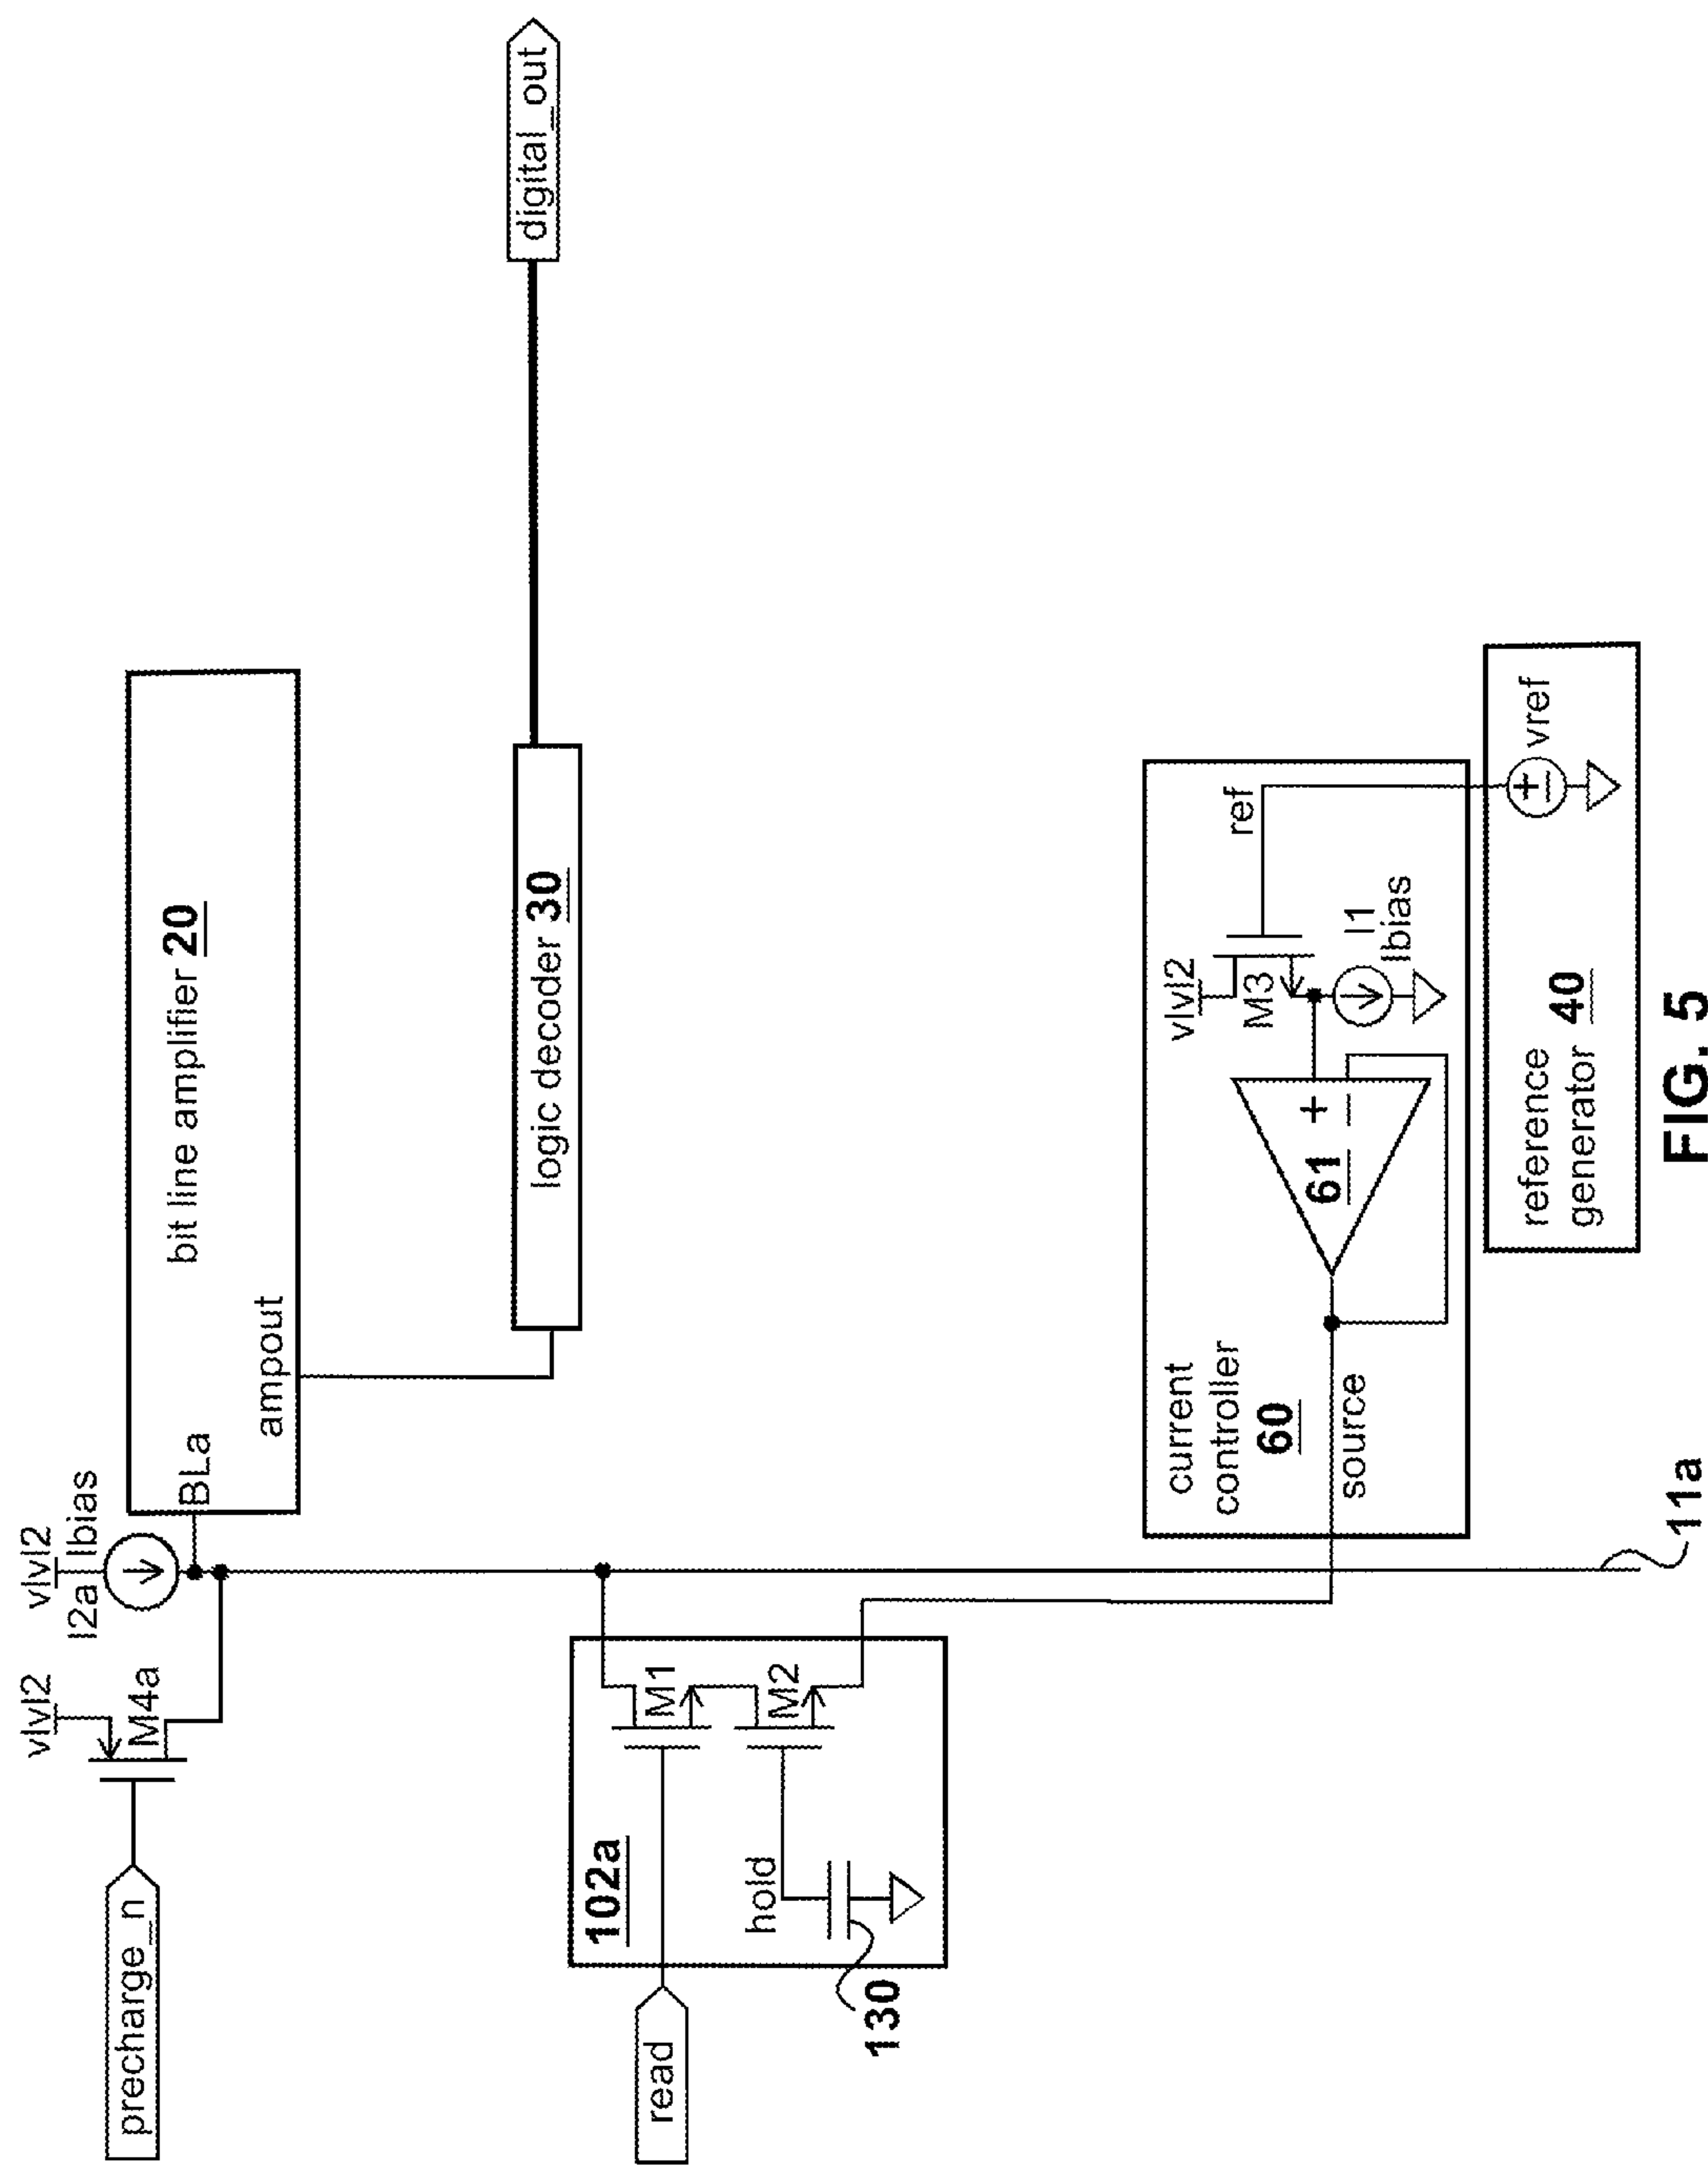 precharge_n
vlvl2
M4a
vlvl2
I2a Ibias
BLa
bit line amplifier 20
ampout
logic decoder 30
digital_out
read
102a
M1
M2
hold
130
current
controller
60
source
61
+
–
vlvl2
M3
ref
I1
Ibias
reference
generator 40
+
–
vref
11a
FIG. 5